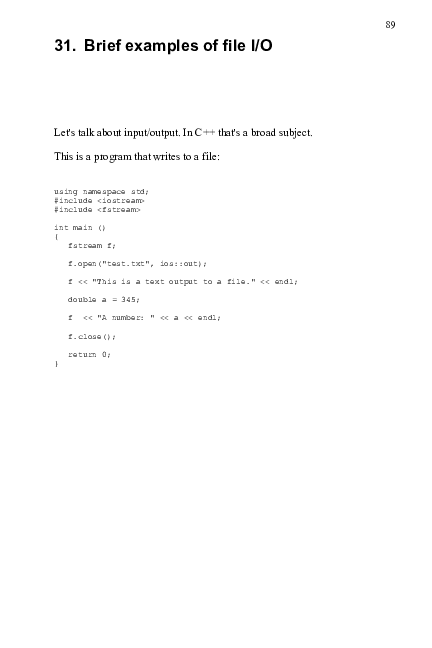 89
31. Brief examples of file I/O
Let's talk about input/output. In C++ that's a broad subject.
This is a program that writes to a file:
using namespace std;
#include <iostream>
#include <fstream>
int main ()
{
   fstream f;
   f.open("test.txt", ios::out);
   f << "This is a text output to a file." << endl;
   double a = 345;
   f  << "A number: " << a << endl;
   f.close();
   return 0;
}